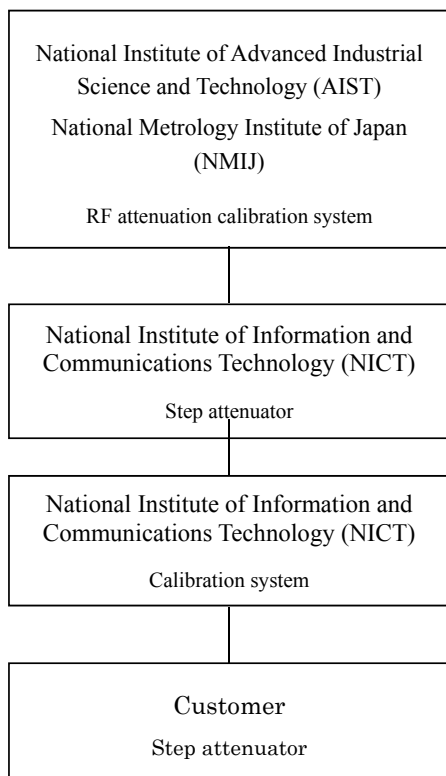 National Institute of Advanced Industrial
Science and Technology (AIST)
National Metrology Institute of Japan
(NMIJ)
RF attenuation calibration system
National Institute of Information and
Communications Technology (NICT)
Step attenuator
National Institute of Information and
Communications Technology (NICT)
Calibration system
Customer
Step attenuator